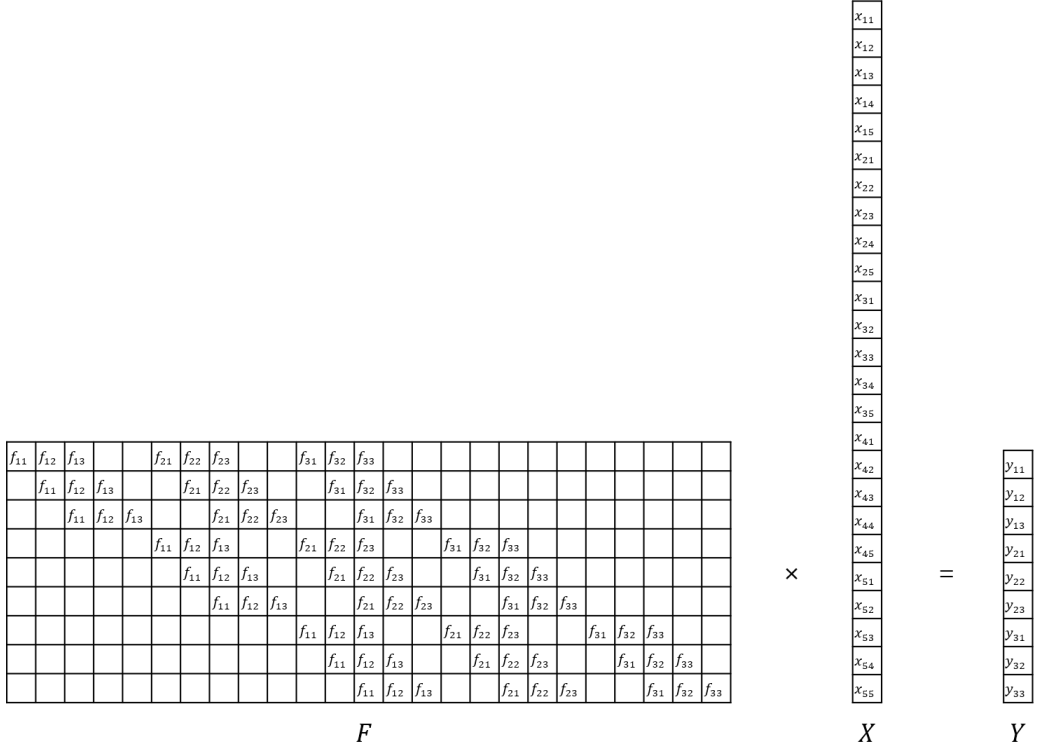 x₁₁
x₁₂
x₁₃
x₁₄
x₁₅
x₂₁
x₂₂
x₂₃
x₂₄
x₂₅
x₃₁
x₃₂
x₃₃
x₃₄
x₃₅
x₄₁
x₄₂
x₄₃
x₄₄
x₄₅
x₅₁
x₅₂
x₅₃
x₅₄
x₅₅
f₁₁ f₁₂ f₁₃ f₂₁ f₂₂ f₂₃ f₃₁ f₃₂ f₃₃
f₁₁ f₁₂ f₁₃ f₂₁ f₂₂ f₂₃ f₃₁ f₃₂ f₃₃
f₁₁ f₁₂ f₁₃ f₂₁ f₂₂ f₂₃ f₃₁ f₃₂ f₃₃
f₁₁ f₁₂ f₁₃ f₂₁ f₂₂ f₂₃ f₃₁ f₃₂ f₃₃
f₁₁ f₁₂ f₁₃ f₂₁ f₂₂ f₂₃ f₃₁ f₃₂ f₃₃
f₁₁ f₁₂ f₁₃ f₂₁ f₂₂ f₂₃ f₃₁ f₃₂ f₃₃
f₁₁ f₁₂ f₁₃ f₂₁ f₂₂ f₂₃ f₃₁ f₃₂ f₃₃
f₁₁ f₁₂ f₁₃ f₂₁ f₂₂ f₂₃ f₃₁ f₃₂ f₃₃
f₁₁ f₁₂ f₁₃ f₂₁ f₂₂ f₂₃ f₃₁ f₃₂ f₃₃
× =
y₁₁
y₁₂
y₁₃
y₂₁
y₂₂
y₂₃
y₃₁
y₃₂
y₃₃
F X Y